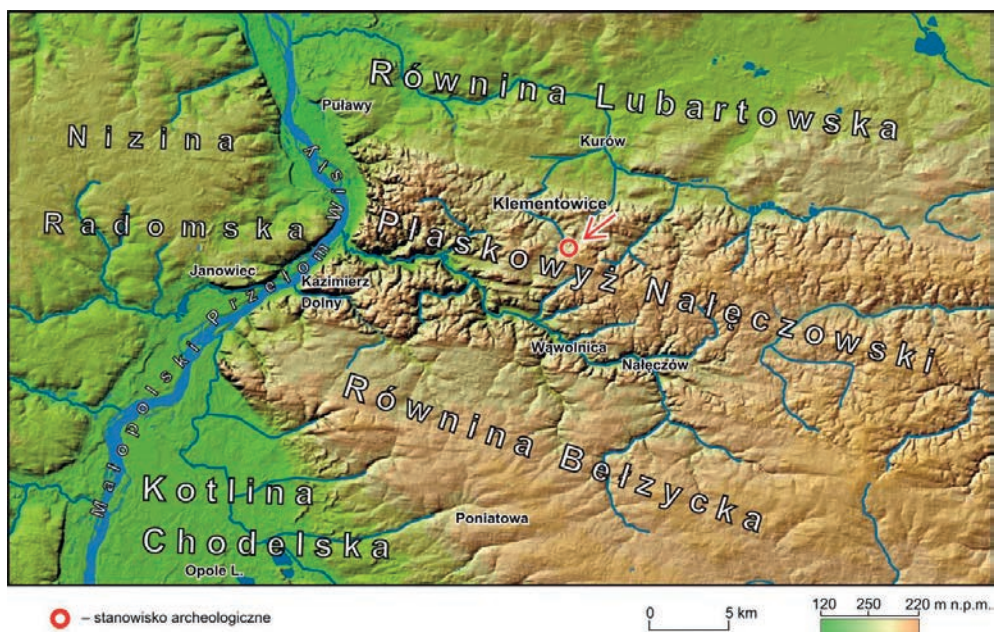 Równina Lubartowska
Puławy
Nizina
Kurów
Klementowice
Radomska
Małopolski Przełom Wisły
Płaskowyż Nałęczowski
Janowiec
Kazimierz
Dolny
Wąwolnica
Nałęczów
Równina Bełżycka
Kotlina
Chodelska
Poniatowa
Opole L.
– stanowisko archeologiczne
0 5 km
120 250 220 m n.p.m.